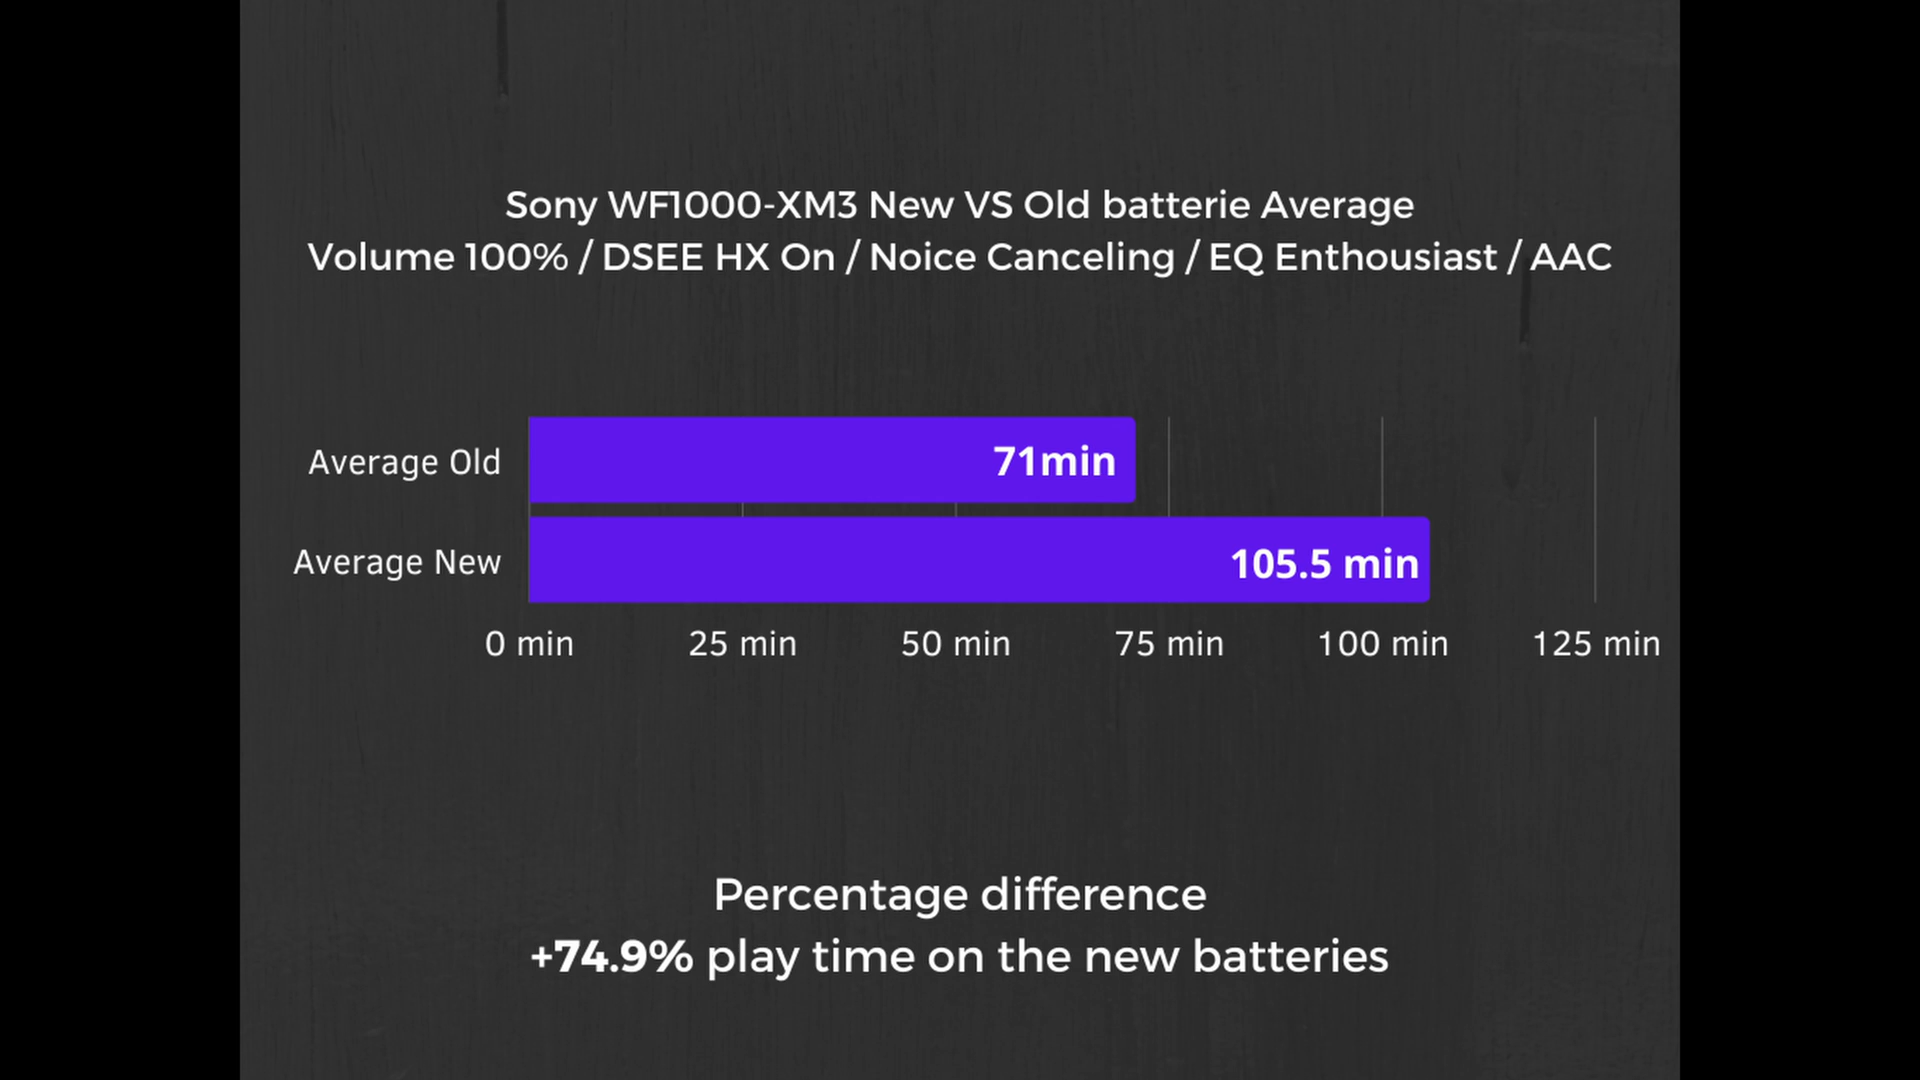 Sony WF1000-XM3 New VS Old batterie Average
Volume 100% / DSEE HX On / Noice Canceling / EQ Enthousiast / AAC
Average Old
71min
Average New
105.5 min
0 min 25 min 50 min 75 min 100 min 125 min
Percentage difference
+74.9% play time on the new batteries